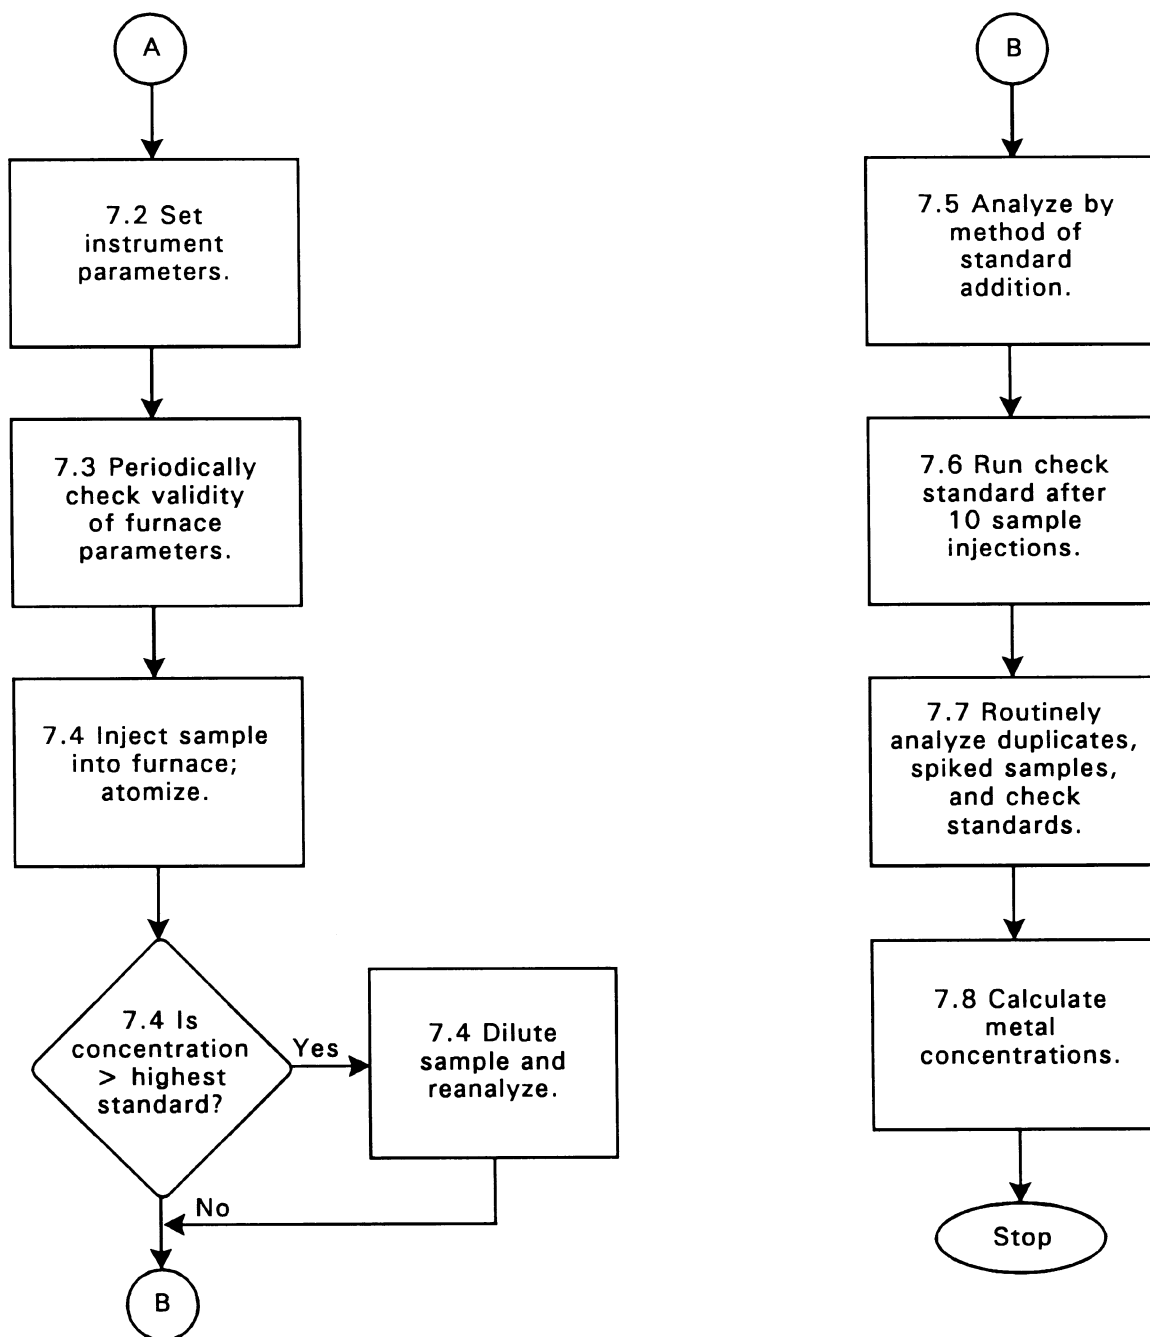 A
7.2 Set
instrument
parameters.
7.3 Periodically
check validity
of furnace
parameters.
7.4 Inject sample
into furnace;
atomize.
7.4 Is
concentration
> highest
standard?
Yes
7.4 Dilute
sample and
reanalyze.
No
B
B
7.5 Analyze by
method of
standard
addition.
7.6 Run check
standard after
10 sample
injections.
7.7 Routinely
analyze duplicates,
spiked samples,
and check
standards.
7.8 Calculate
metal
concentrations.
Stop